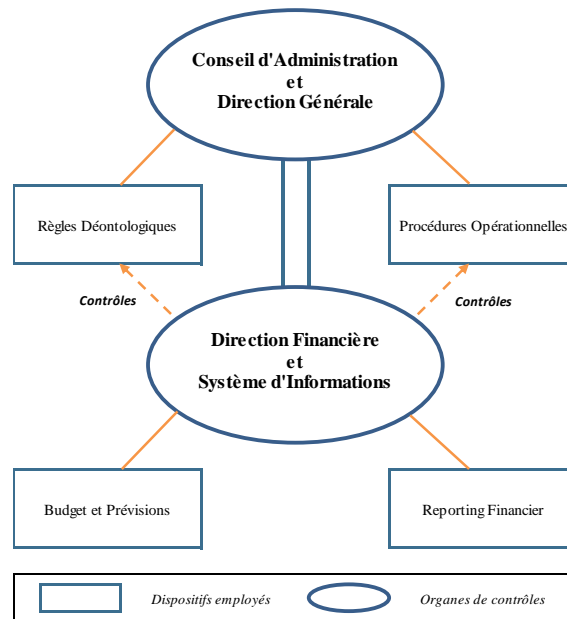 Conseil d'Administration
et
Direction Générale
Règles Déontologiques
Procédures Opérationnelles
Contrôles
Contrôles
Direction Financière
et
Système d'Informations
Budget et Prévisions
Reporting Financier
Dispositifs employés
Organes de contrôles